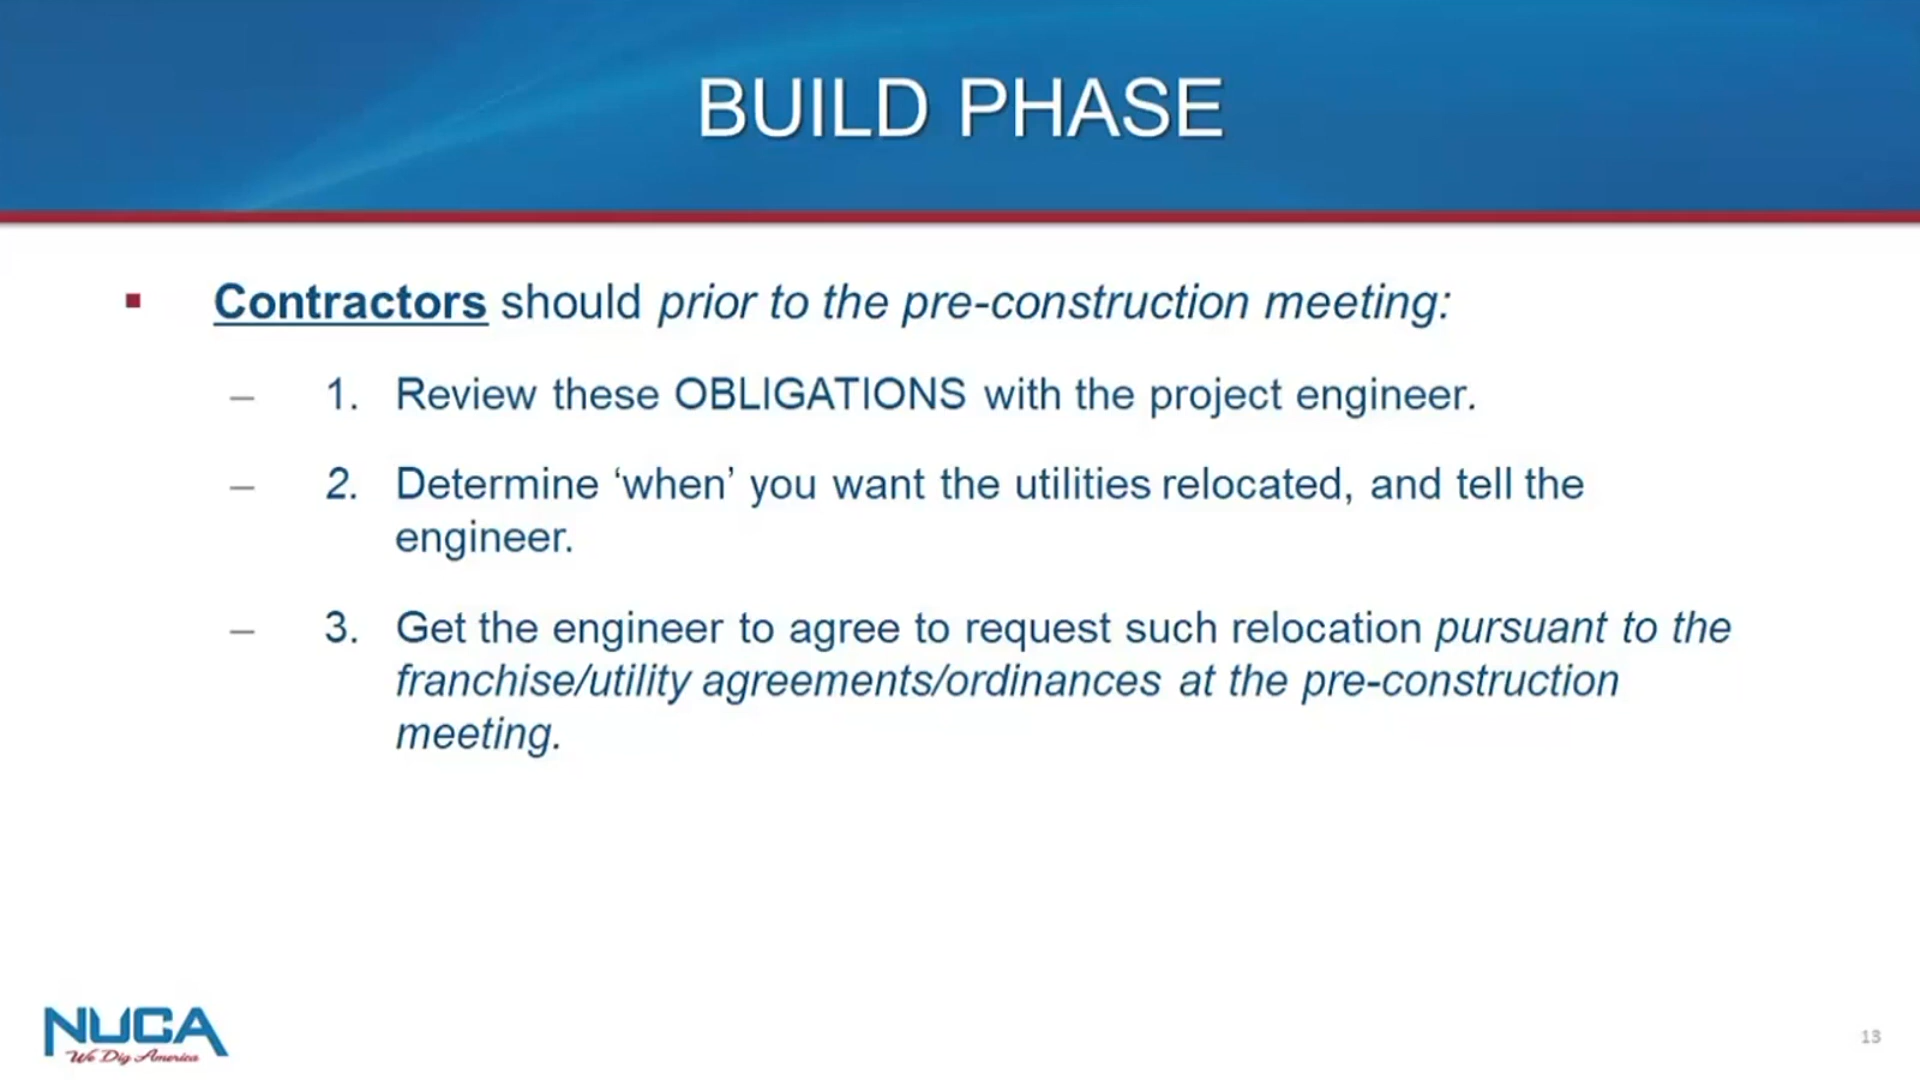 BUILD PHASE
▪ Contractors should prior to the pre-construction meeting:
– 1. Review these OBLIGATIONS with the project engineer.
– 2. Determine ‘when’ you want the utilities relocated, and tell the
engineer.
– 3. Get the engineer to agree to request such relocation pursuant to the
franchise/utility agreements/ordinances at the pre-construction
meeting.
NUCA
We Dig America
13